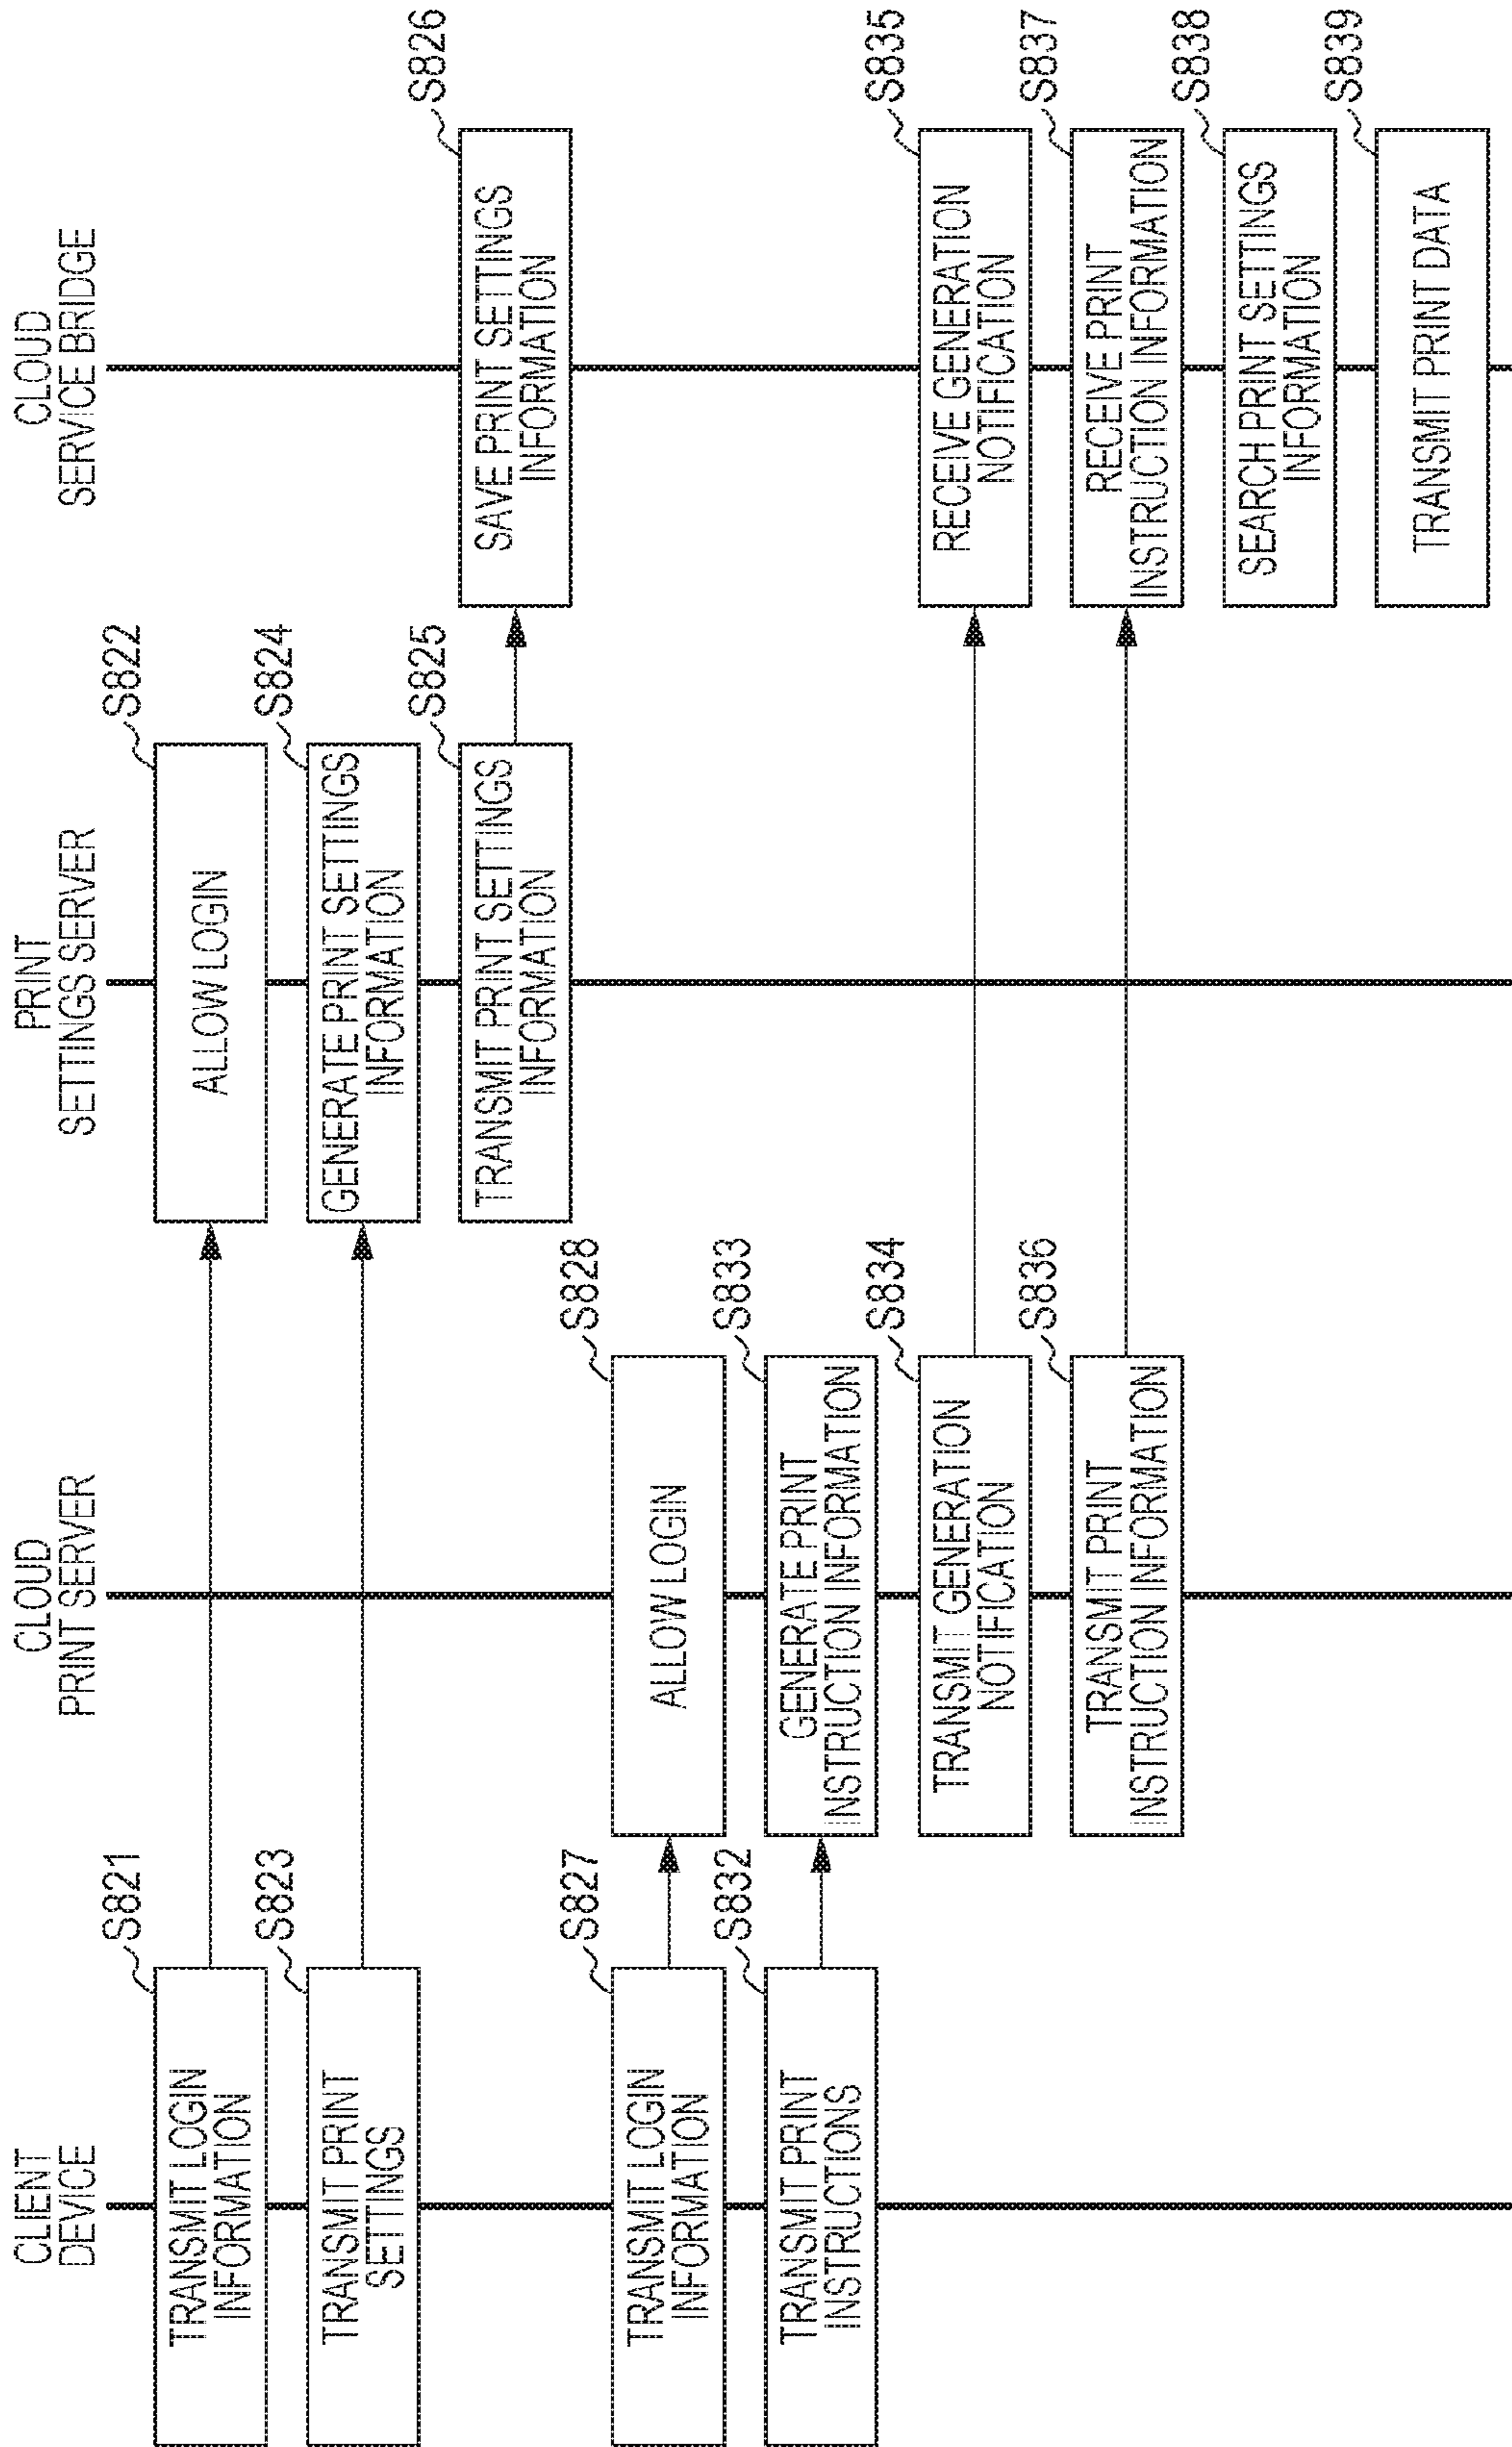 CLIENT
DEVICE
CLOUD
PRINT SERVER
PRINT
SETTINGS SERVER
CLOUD
SERVICE BRIDGE
S821
TRANSMIT LOGIN
INFORMATION
S822
ALLOW LOGIN
S823
TRANSMIT PRINT
SETTINGS
S824
GENERATE PRINT SETTINGS
INFORMATION
S825
TRANSMIT PRINT SETTINGS
INFORMATION
S826
SAVE PRINT SETTINGS
INFORMATION
S827
TRANSMIT LOGIN
INFORMATION
S828
ALLOW LOGIN
S832
TRANSMIT PRINT
INSTRUCTIONS
S833
GENERATE PRINT
INSTRUCTION INFORMATION
S834
TRANSMIT GENERATION
NOTIFICATION
S835
RECEIVE GENERATION
NOTIFICATION
S836
TRANSMIT PRINT
INSTRUCTION INFORMATION
S837
RECEIVE PRINT
INSTRUCTION INFORMATION
S838
SEARCH PRINT SETTINGS
INFORMATION
S839
TRANSMIT PRINT DATA